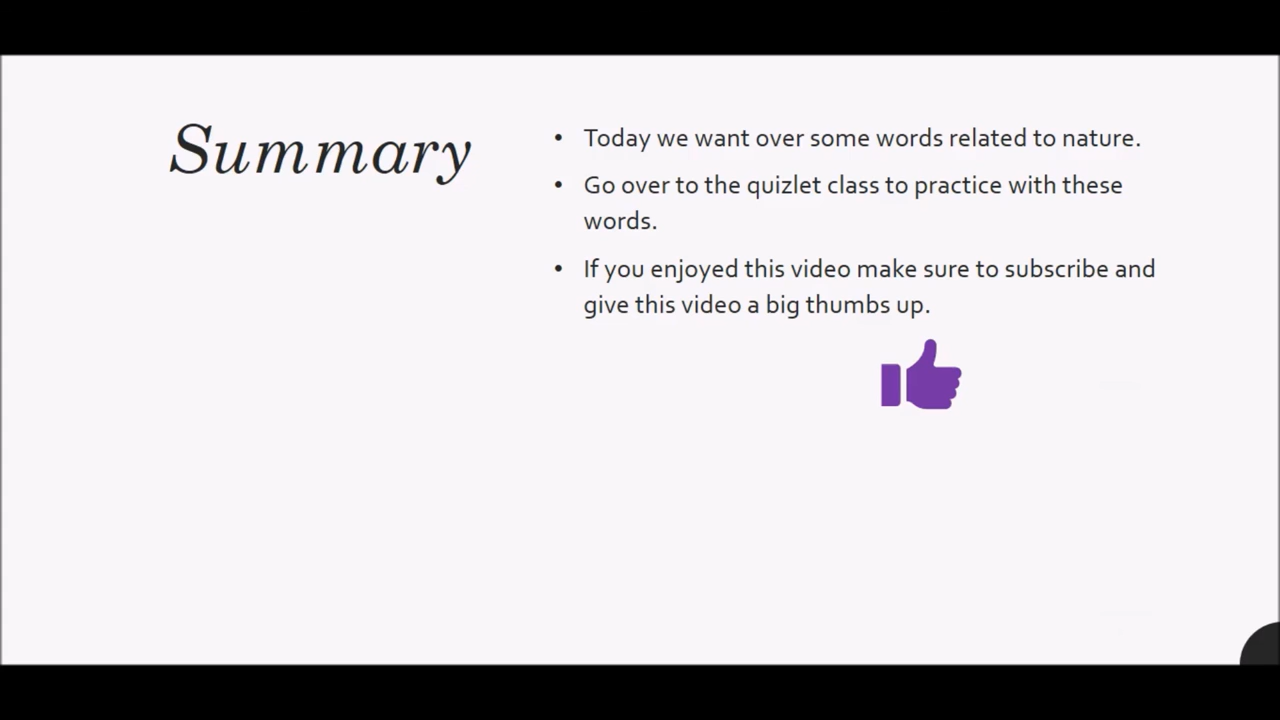 Summary
• Today we want over some words related to nature.
• Go over to the quizlet class to practice with these
words.
• If you enjoyed this video make sure to subscribe and
give this video a big thumbs up.